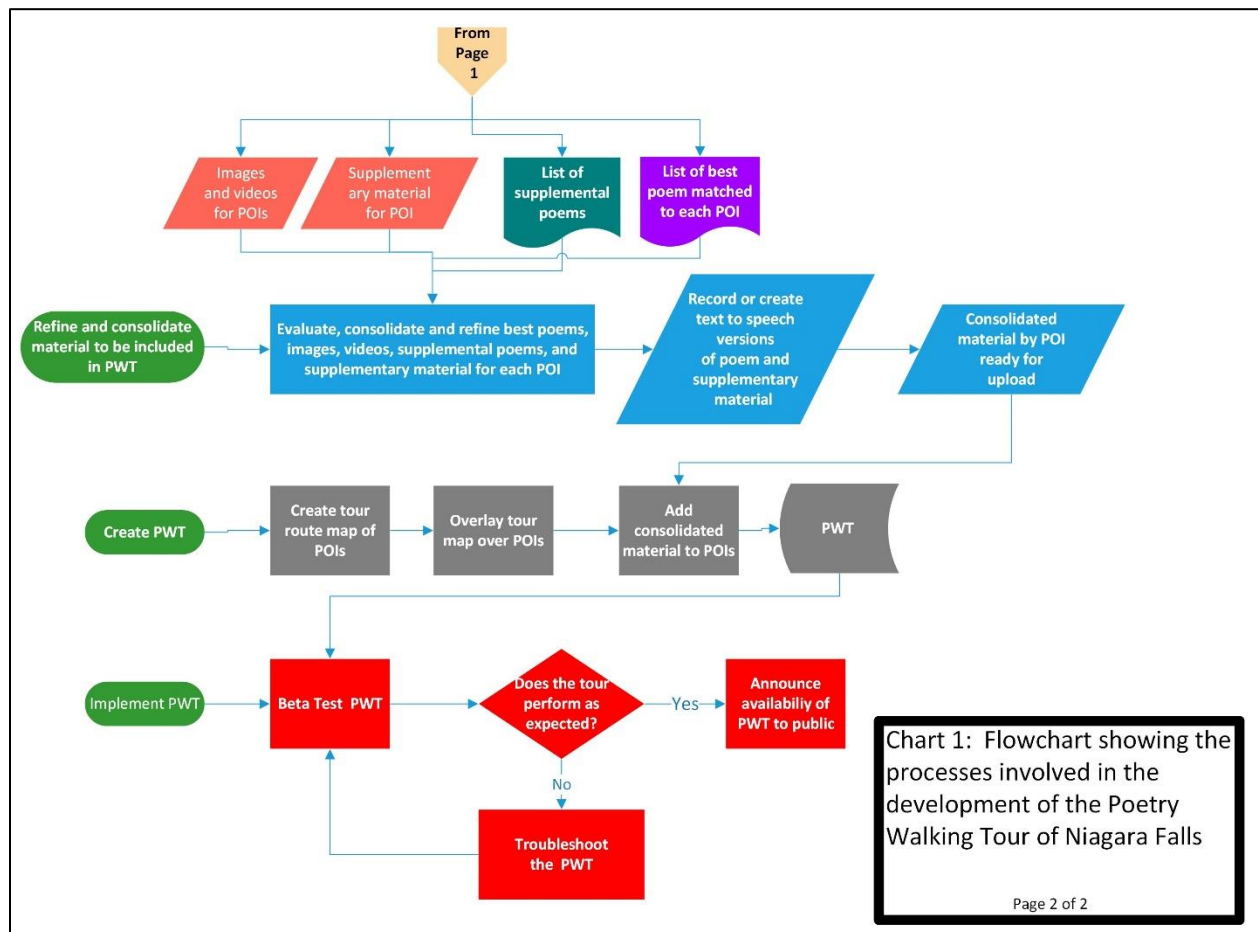 From
Page
1
Images
and videos
for POIs
Supplement
ary material
for POI
List of
supplemental
poems
List of best
poem matched
to each POI
Refine and consolidate
material to be included
in PWT
Evaluate, consolidate and refine best poems,
images, videos, supplemental poems, and
supplementary material for each POI
Record or create
text to speech
versions
of poem and
supplementary
material
Consolidated
material by POI
ready for
upload
Create PWT
Create tour
route map of
POIs
Overlay tour
map over POIs
Add
consolidated
material to POIs
PWT
Implement PWT
Beta Test PWT
Does the tour
perform as
expected?
Yes
Announce
availabiliy of
PWT to public
No
Troubleshoot
the PWT
Chart 1: Flowchart showing the
processes involved in the
development of the Poetry
Walking Tour of Niagara Falls
Page 2 of 2